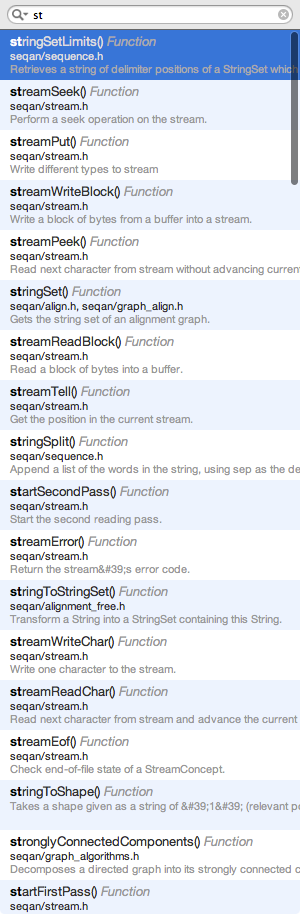 st
stringSetLimits() Function
seqan/sequence.h
Retrieves a string of delimiter positions of a StringSet which
streamSeek() Function
seqan/stream.h
Perform a seek operation on the stream.
streamPut() Function
seqan/stream.h
Write different types to stream
streamWriteBlock() Function
seqan/stream.h
Write a block of bytes from a buffer into a stream.
streamPeek() Function
seqan/stream.h
Read next character from stream without advancing current
stringSet() Function
seqan/align.h, seqan/graph_align.h
Gets the string set of an alignment graph.
streamReadBlock() Function
seqan/stream.h
Read a block of bytes into a buffer.
streamTell() Function
seqan/stream.h
Get the position in the current stream.
stringSplit() Function
seqan/sequence.h
Append a list of the words in the string, using sep as the de
startSecondPass() Function
seqan/stream.h
Start the second reading pass.
streamError() Function
seqan/stream.h
Return the stream&#39;s error code.
stringToStringSet() Function
seqan/alignment_free.h
Transform a String into a StringSet containing this String.
streamWriteChar() Function
seqan/stream.h
Write one character to the stream.
streamReadChar() Function
seqan/stream.h
Read next character from stream and advance the current
streamEof() Function
seqan/stream.h
Check end-of-file state of a StreamConcept.
stringToShape() Function
Takes a shape given as a string of &#39;1&#39; (relevant po
stronglyConnectedComponents() Function
seqan/graph_algorithms.h
Decomposes a directed graph into its strongly connected c
startFirstPass() Function
seqan/stream.h